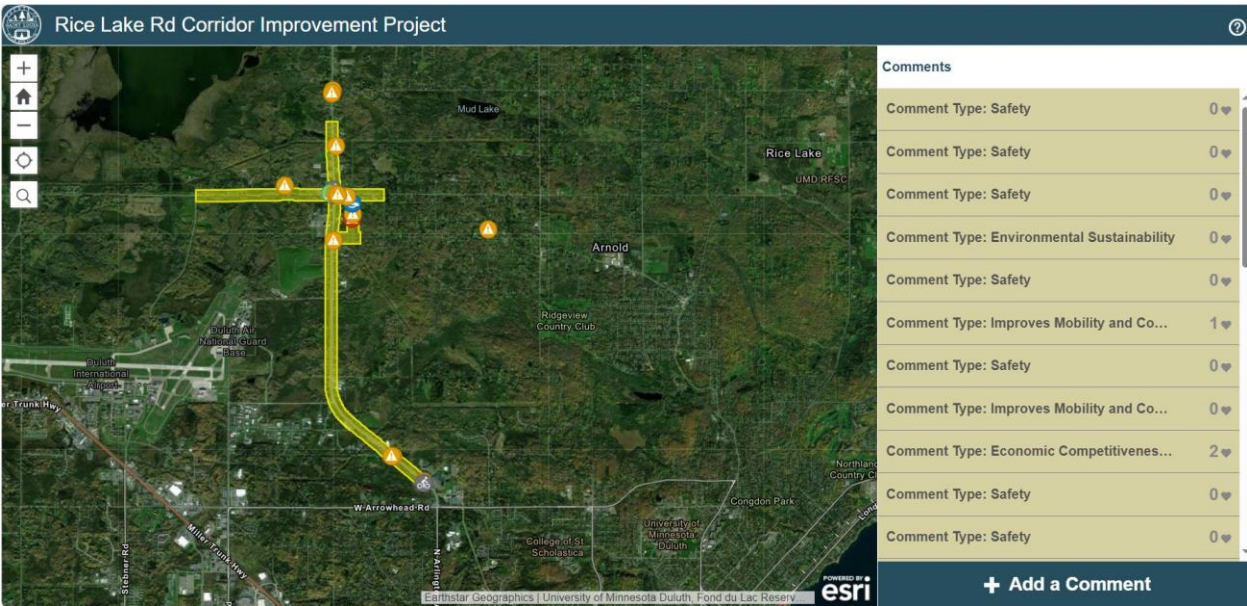 Rice Lake Rd Corridor Improvement Project
Comments
Comment Type: Safety 0
Comment Type: Safety 0
Comment Type: Safety 0
Comment Type: Environmental Sustainability 0
Comment Type: Safety 0
Comment Type: Improves Mobility and Co... 1
Comment Type: Safety 0
Comment Type: Improves Mobility and Co... 0
Comment Type: Economic Competitivenes... 2
Comment Type: Safety 0
Comment Type: Safety 0
+ Add a Comment
Mud Lake
Rice Lake
UMD RFSC
Arnold
Ridgeview
Country Club
Duluth Air
National Guard
Base
Duluth
International
Airport
er Trunk Hwy
W Arrowhead Rd
Northland
Country Cl
Congdon Park
University of
Minnesota
Duluth
College of St
Scholastica
Lond
Miller Trunk Hwy
Stebner Rd
N Arlingt
POWERED BY
esri
Earthstar Geographics | University of Minnesota Duluth, Fond du Lac Reserv...